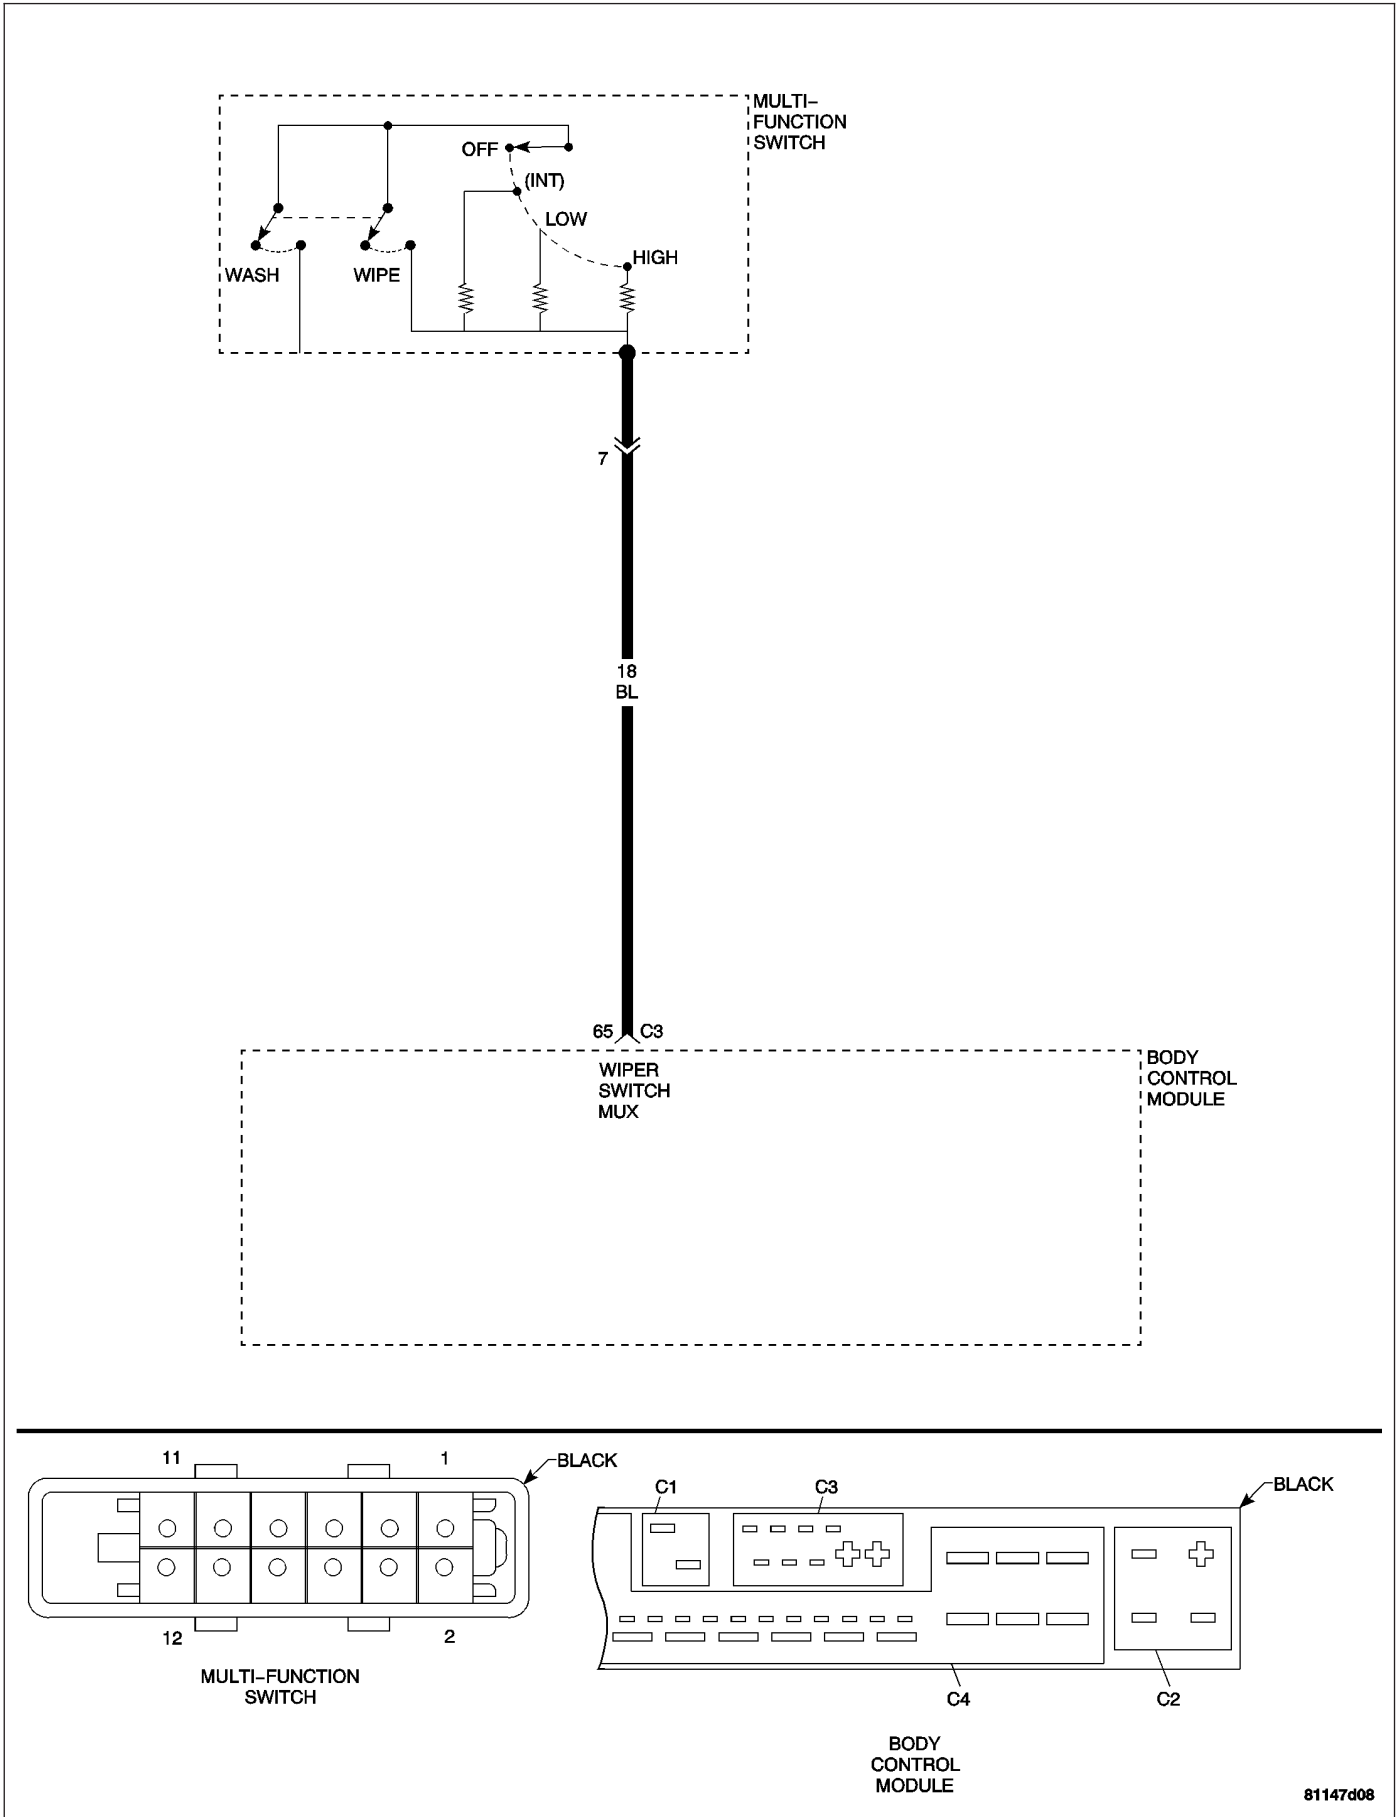 MULTI-
FUNCTION
SWITCH
OFF
(INT)
LOW
HIGH
WASH
WIPE
7
18
BL
65 C3
WIPER
SWITCH
MUX
BODY
CONTROL
MODULE
11
1
BLACK
12
2
MULTI-FUNCTION
SWITCH
C1
C3
BLACK
C4
C2
BODY
CONTROL
MODULE
81147d08